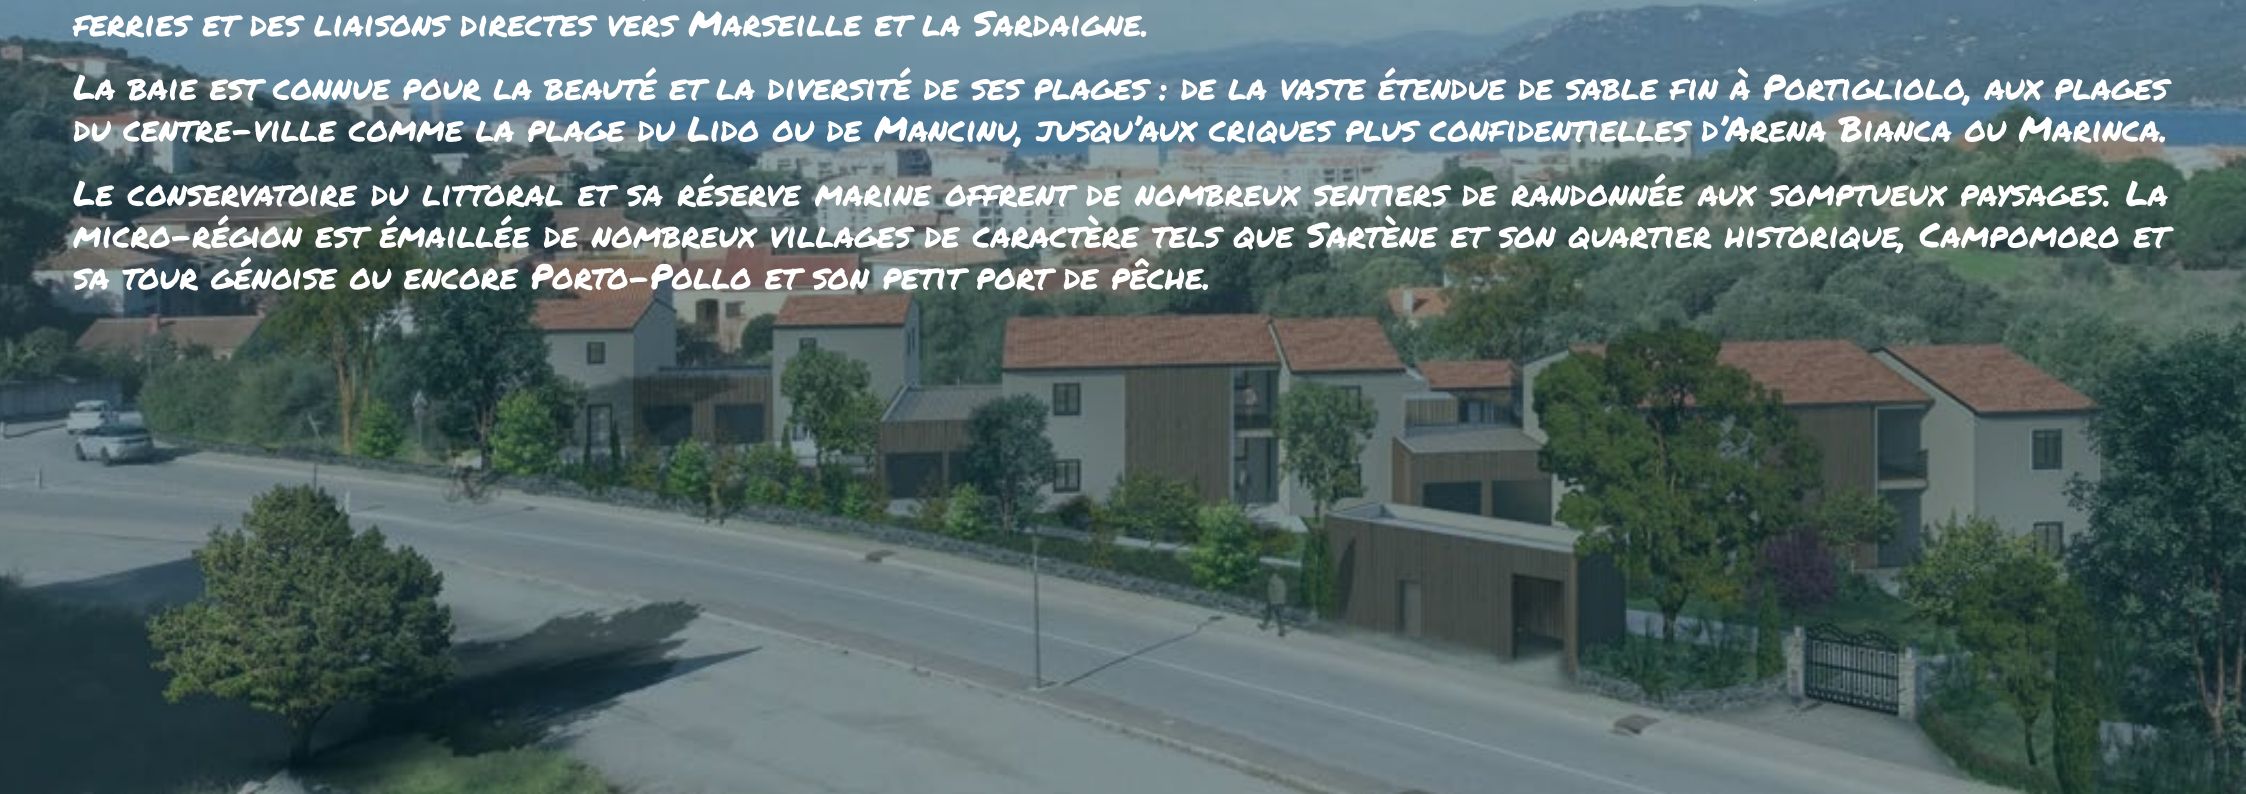 ferries et des liaisons directes vers Marseille et la Sardaigne.
La baie est connue pour la beauté et la diversité de ses plages : de la vaste étendue de sable fin à Portigliolo, aux plages
du centre-ville comme la plage du Lido ou de Mancinu, jusqu'aux criques plus confidentielles d'Arena Bianca ou Marinca.
Le conservatoire du littoral et sa réserve marine offrent de nombreux sentiers de randonnée aux somptueux paysages. La
micro-région est émaillée de nombreux villages de caractère tels que Sartène et son quartier historique, Campomoro et
sa tour génoise ou encore Porto-Pollo et son petit port de pêche.